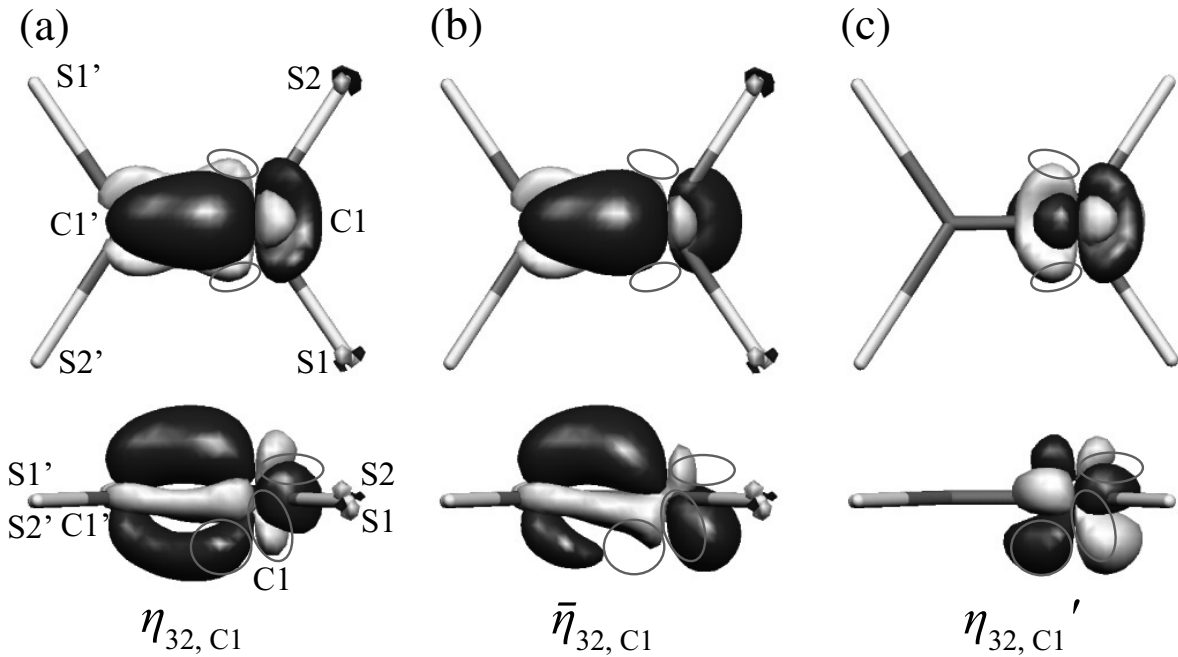 (a) (b) (c)
S1' S2
C1' C1
S2' S1
S1' S2
S2' C1' S1
C1
η32, C1 η̄32, C1 η32, C1′